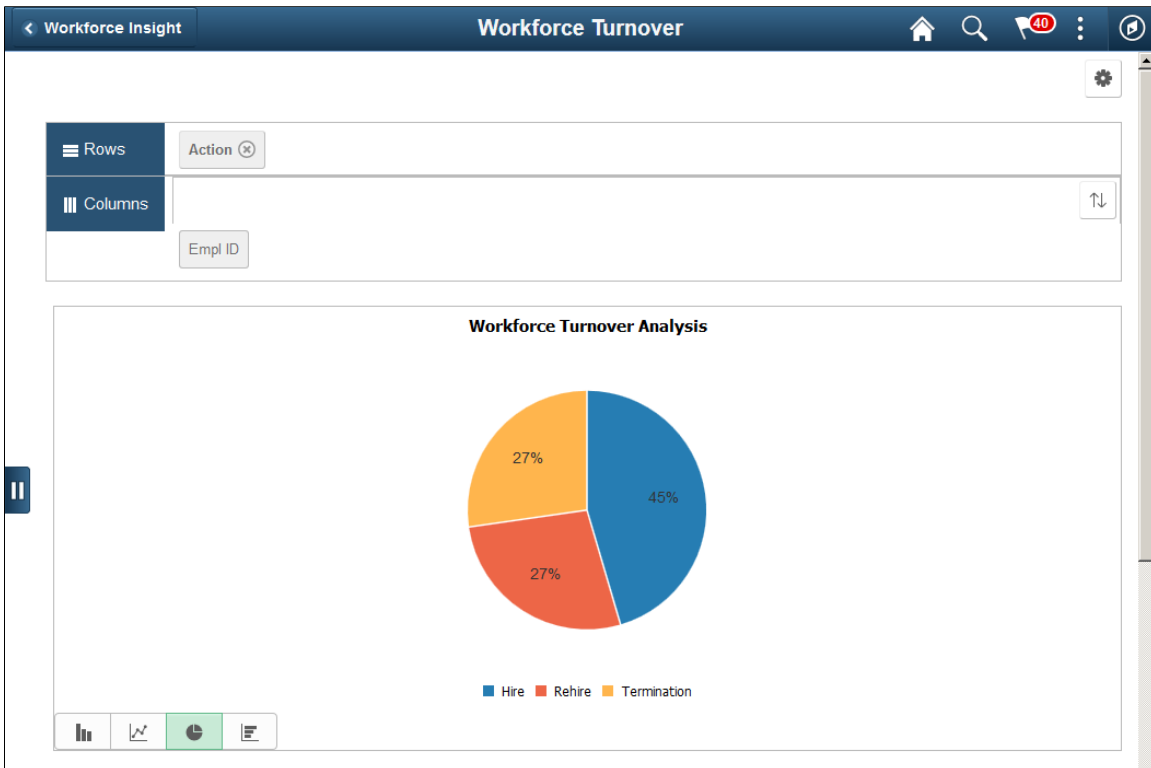 Workforce Insight
Workforce Turnover
40
Rows
Action
Columns
Empl ID
Workforce Turnover Analysis
27%
45%
27%
Hire Rehire Termination